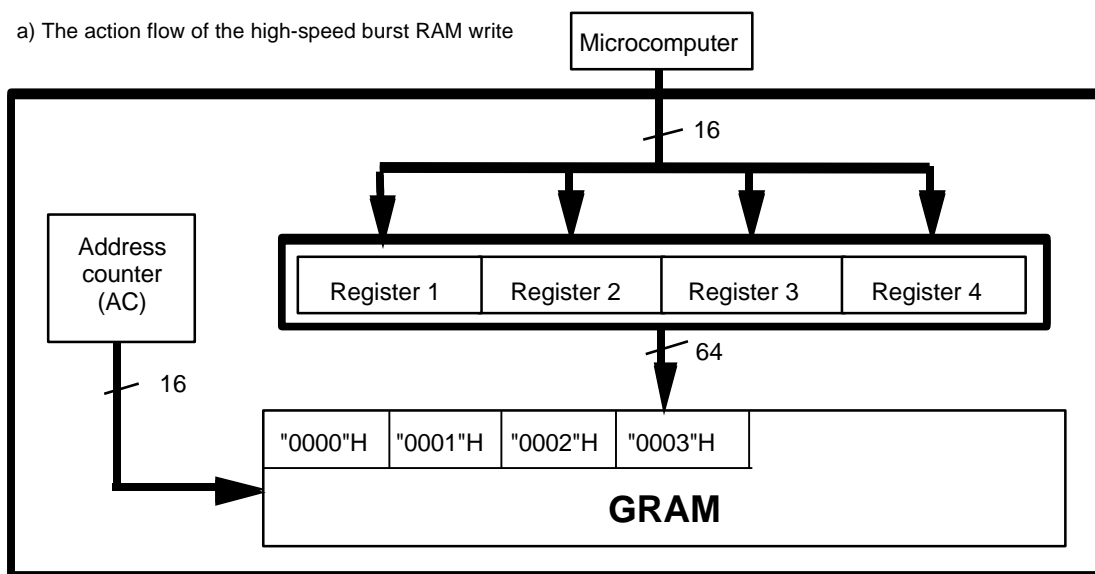 a) The action flow of the high-speed burst RAM write
Microcomputer
16
Address
counter
(AC)
Register 1 Register 2 Register 3 Register 4
64
16
"0000"H "0001"H "0002"H "0003"H
GRAM